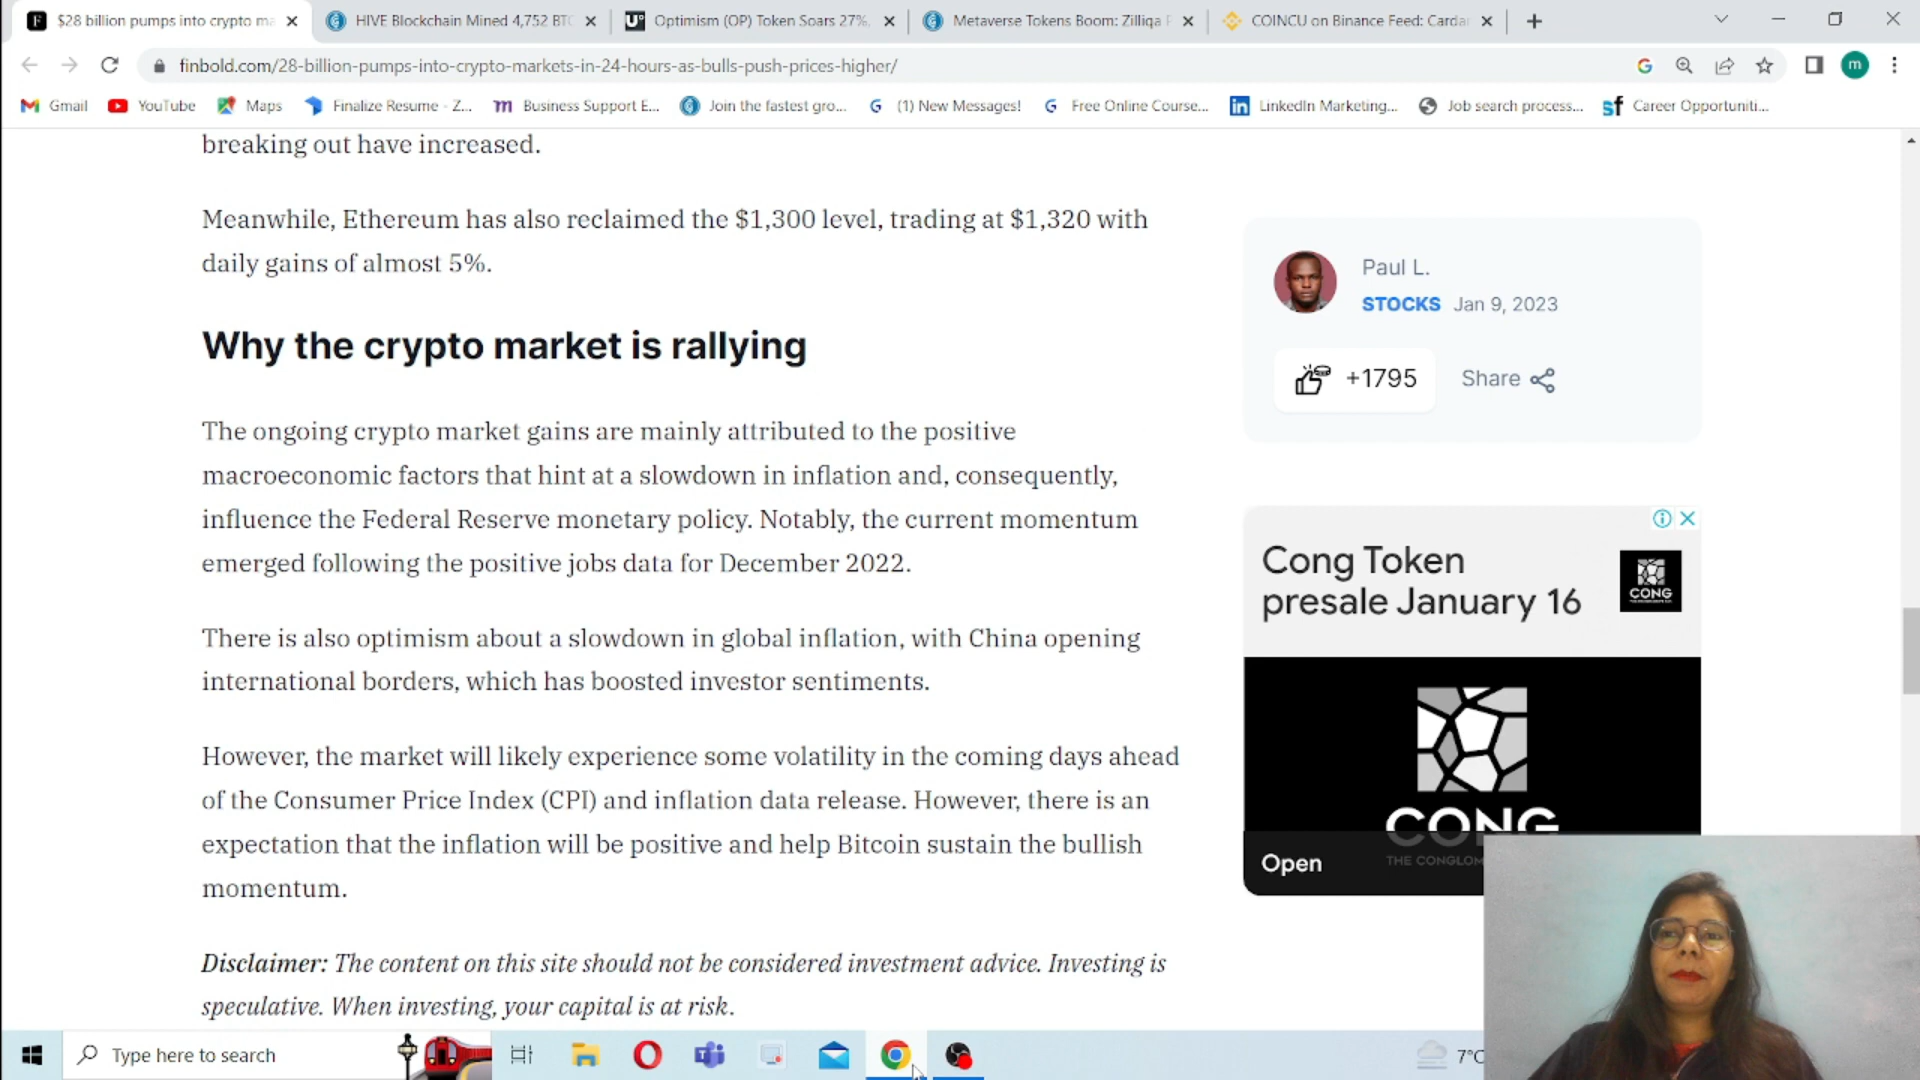 $28 billion pumps into crypto ma
HIVE Blockchain Mined 4,752 BTC
Optimism (OP) Token Soars 27%,
Metaverse Tokens Boom: Zilliqa
COINCU on Binance Feed: Carda
finbold.com/28-billion-pumps-into-crypto-markets-in-24-hours-as-bulls-push-prices-higher/
m
Gmail
YouTube
Maps
Finalize Resume - Z...
Business Support E...
Join the fastest gro...
(1) New Messages!
Free Online Course...
LinkedIn Marketing...
Job search process...
Career Opportuniti...
breaking out have increased.
Meanwhile, Ethereum has also reclaimed the $1,300 level, trading at $1,320 with
daily gains of almost 5%.
Why the crypto market is rallying
The ongoing crypto market gains are mainly attributed to the positive
macroeconomic factors that hint at a slowdown in inflation and, consequently,
influence the Federal Reserve monetary policy. Notably, the current momentum
emerged following the positive jobs data for December 2022.
There is also optimism about a slowdown in global inflation, with China opening
international borders, which has boosted investor sentiments.
However, the market will likely experience some volatility in the coming days ahead
of the Consumer Price Index (CPI) and inflation data release. However, there is an
expectation that the inflation will be positive and help Bitcoin sustain the bullish
momentum.
Disclaimer: The content on this site should not be considered investment advice. Investing is
speculative. When investing, your capital is at risk.
Paul L.
STOCKS Jan 9, 2023
+1795
Share
Cong Token
presale January 16
CONG
CONG
THE CONGLOM
Open
Type here to search
7°C